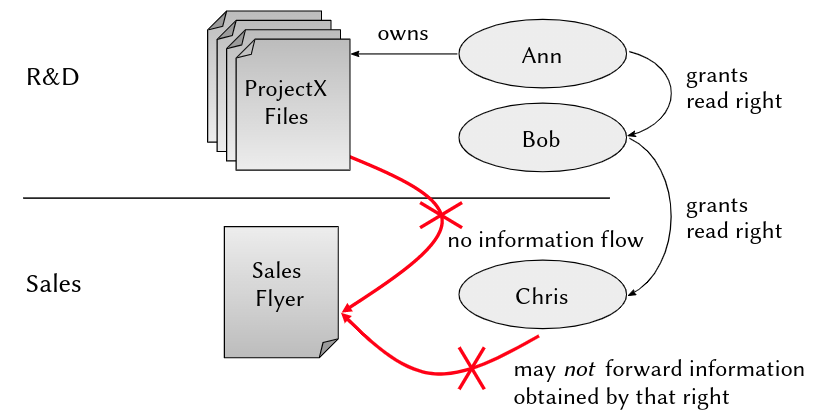 owns
Ann
R&D
ProjectX
Files
grants
read right
Bob
grants
read right
no information flow
Sales
Sales
Flyer
Chris
may not forward information
obtained by that right